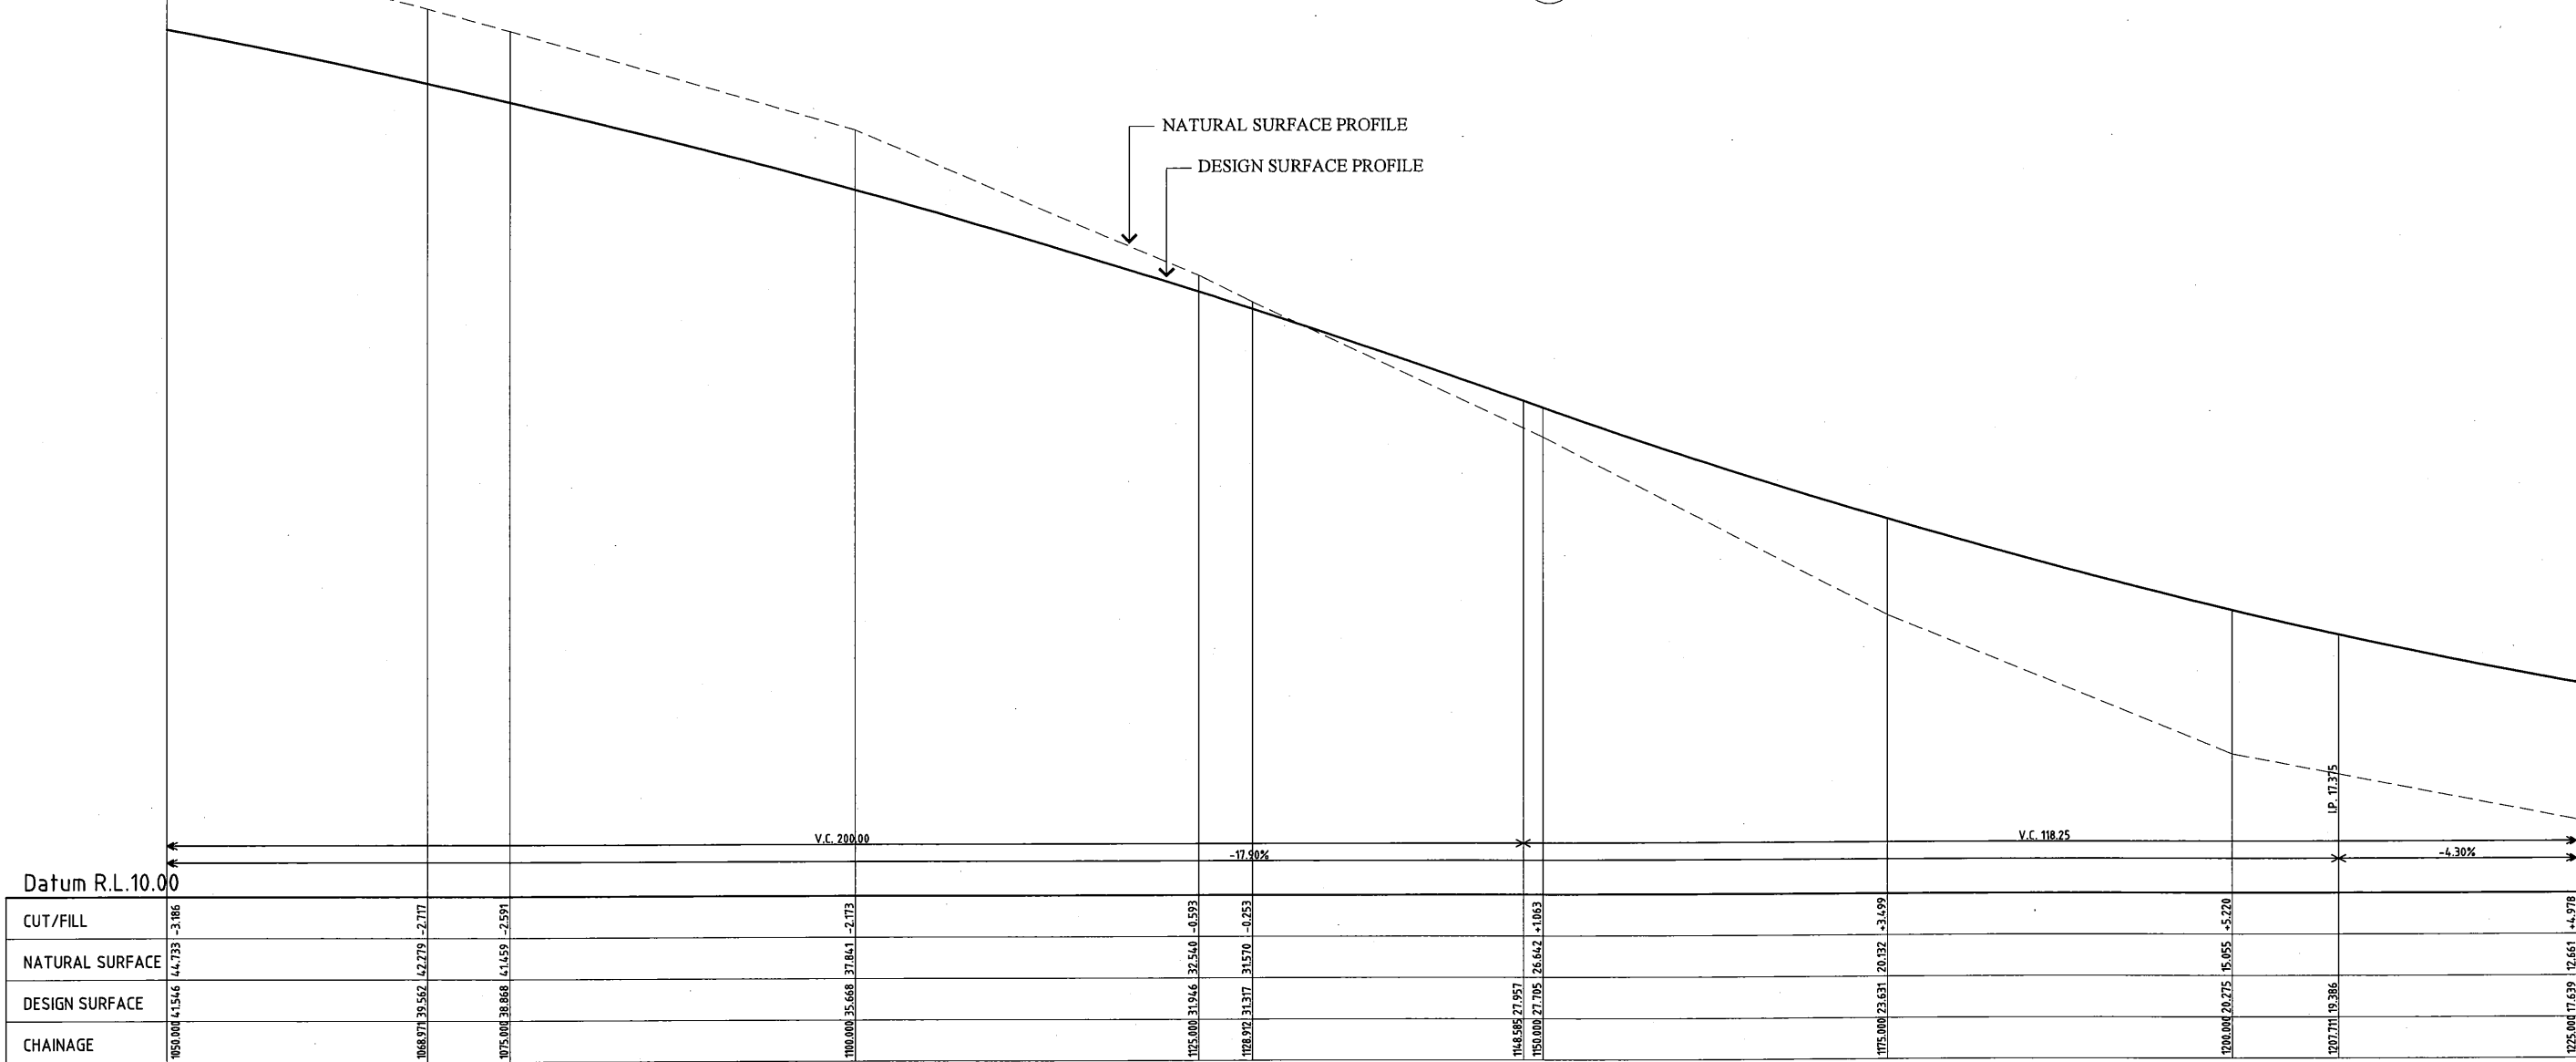 NATURAL SURFACE PROFILE
DESIGN SURFACE PROFILE
I.P. 17.375
V.C. 200.00 V.C. 118.25
-17.90% -4.30%
Datum R.L.10.00
CUT/FILL -3.186 -2.717 -2.591 -2.173 -0.593 -0.253 +1.063 +3.499 +5.220 +4.978
NATURAL SURFACE 44.733 42.279 41.459 37.841 32.540 31.570 26.642 20.132 15.055 12.661
DESIGN SURFACE 41.546 39.562 38.868 35.668 31.946 31.317 27.957 27.705 23.631 20.275 19.386 17.639
CHAINAGE 1050.000 1068.971 1075.000 1100.000 1125.000 1128.912 1148.585 1150.000 1175.000 1200.000 1207.711 1225.000